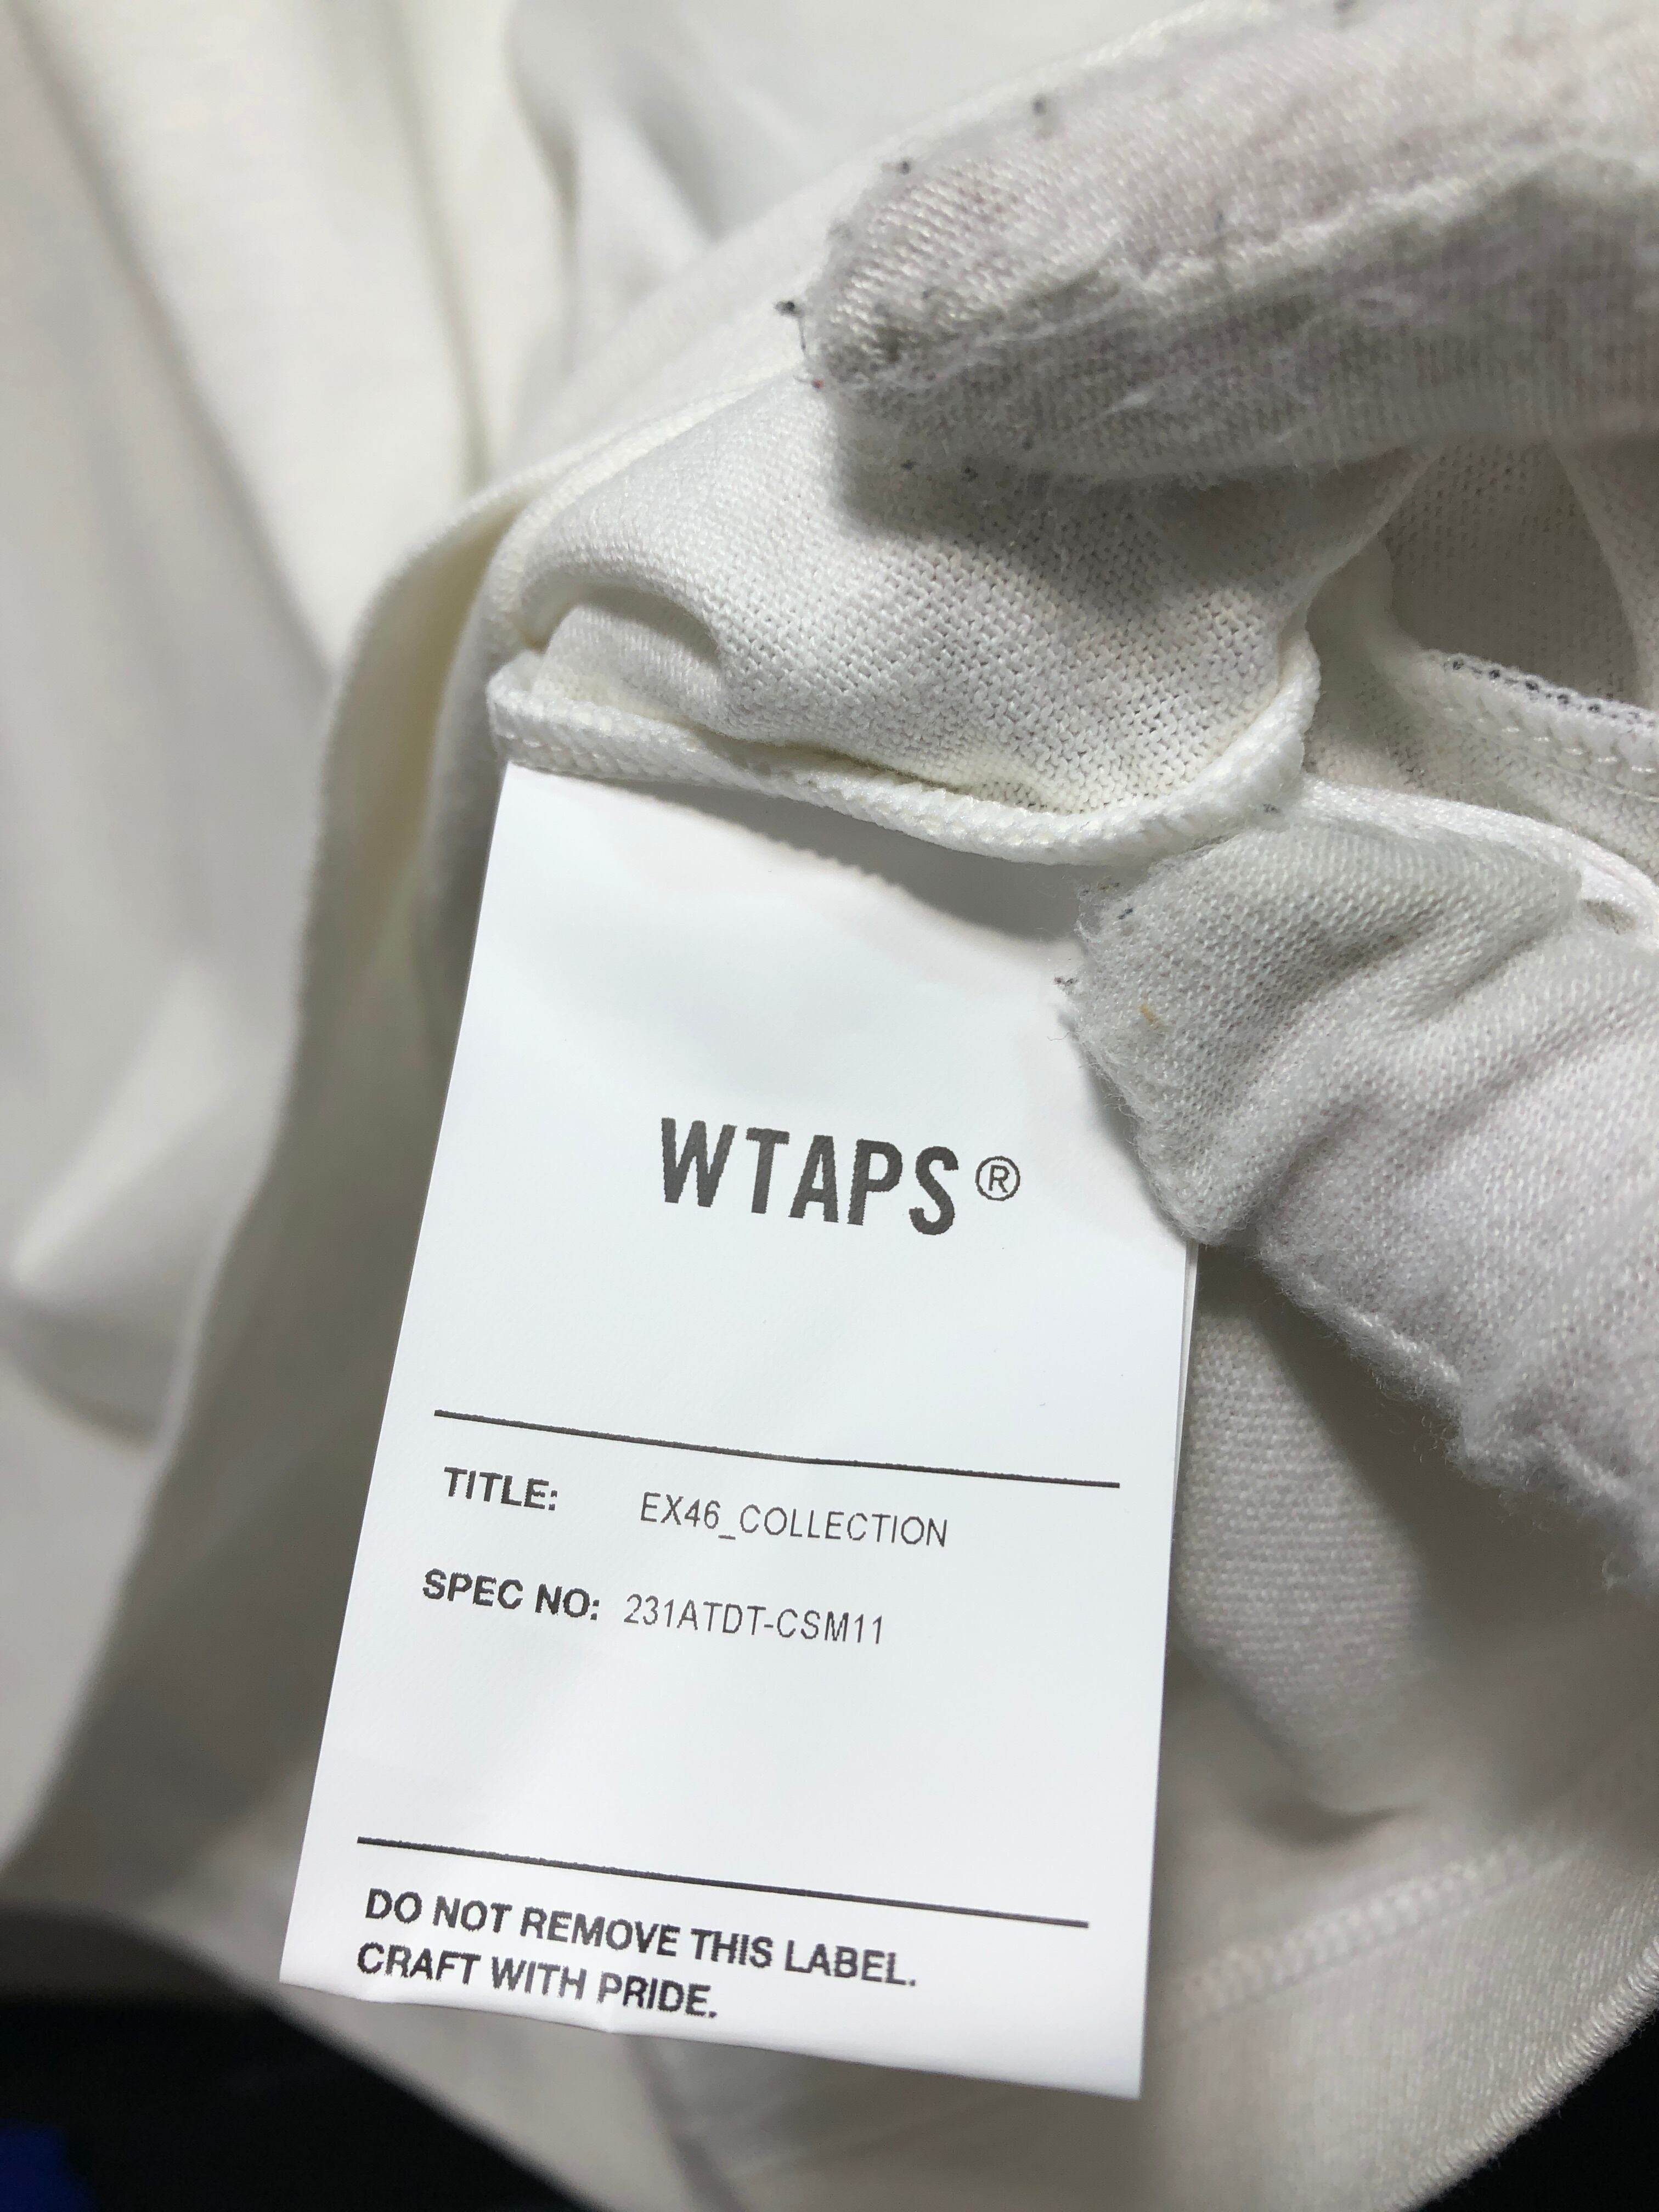 WTAPS®
TITLE: EX46_COLLECTION
SPEC NO: 231ATDT-CSM11
DO NOT REMOVE THIS LABEL.
CRAFT WITH PRIDE.